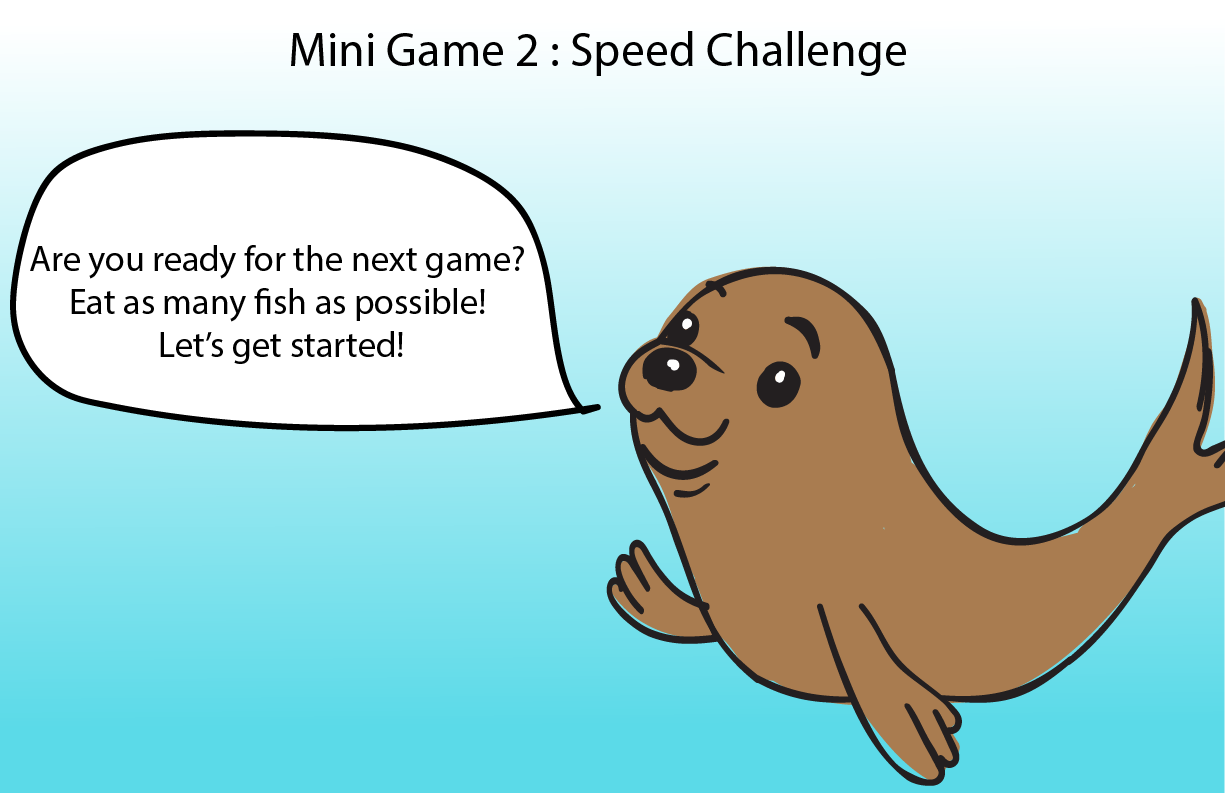 Mini Game 2 : Speed Challenge
Are you ready for the next game?
Eat as many fish as possible!
Let’s get started!